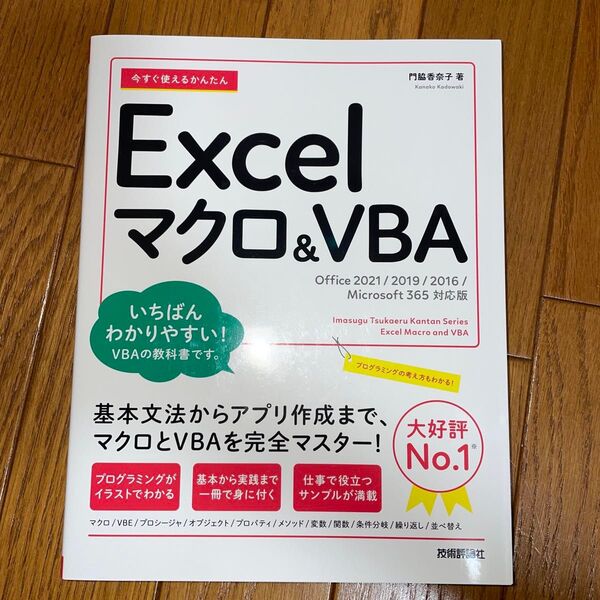 今すぐ使えるかんたん
門脇香奈子 著
Kanako Kadowaki
Excel
マクロ&VBA
Office 2021 / 2019 / 2016 /
Microsoft 365 対応版
Imasugu Tsukaeru Kantan Series
Excel Macro and VBA
いちばん
わかりやすい!
VBAの教科書です。
プログラミングの考え方もわかる!
基本文法からアプリ作成まで、
マクロとVBAを完全マスター!
大好評
No.1※
プログラミングが
イラストでわかる
基本から実践まで
一冊で身に付く
仕事で役立つ
サンプルが満載
マクロ / VBE / プロシージャ / オブジェクト / プロパティ / メソッド / 変数 / 関数 / 条件分岐 / 繰り返し / 並べ替え
技術評論社